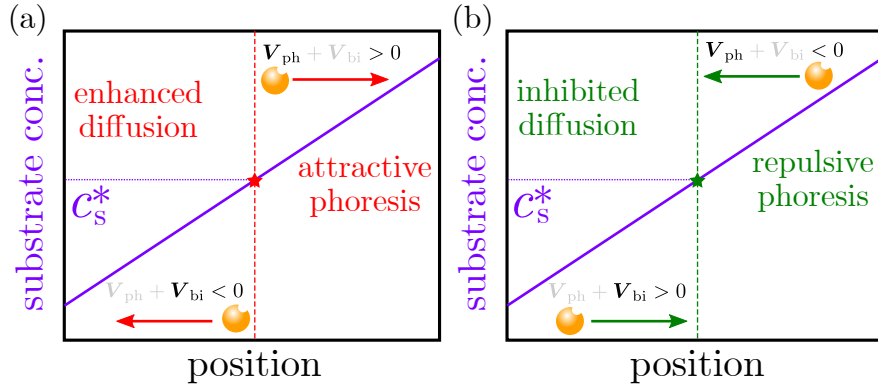 (a)
substrate conc.
enhanced
diffusion
V_ph + V_bi > 0
attractive
phoresis
c_s^*
V_ph + V_bi < 0
position
(b)
substrate conc.
inhibited
diffusion
V_ph + V_bi < 0
repulsive
phoresis
c_s^*
V_ph + V_bi > 0
position